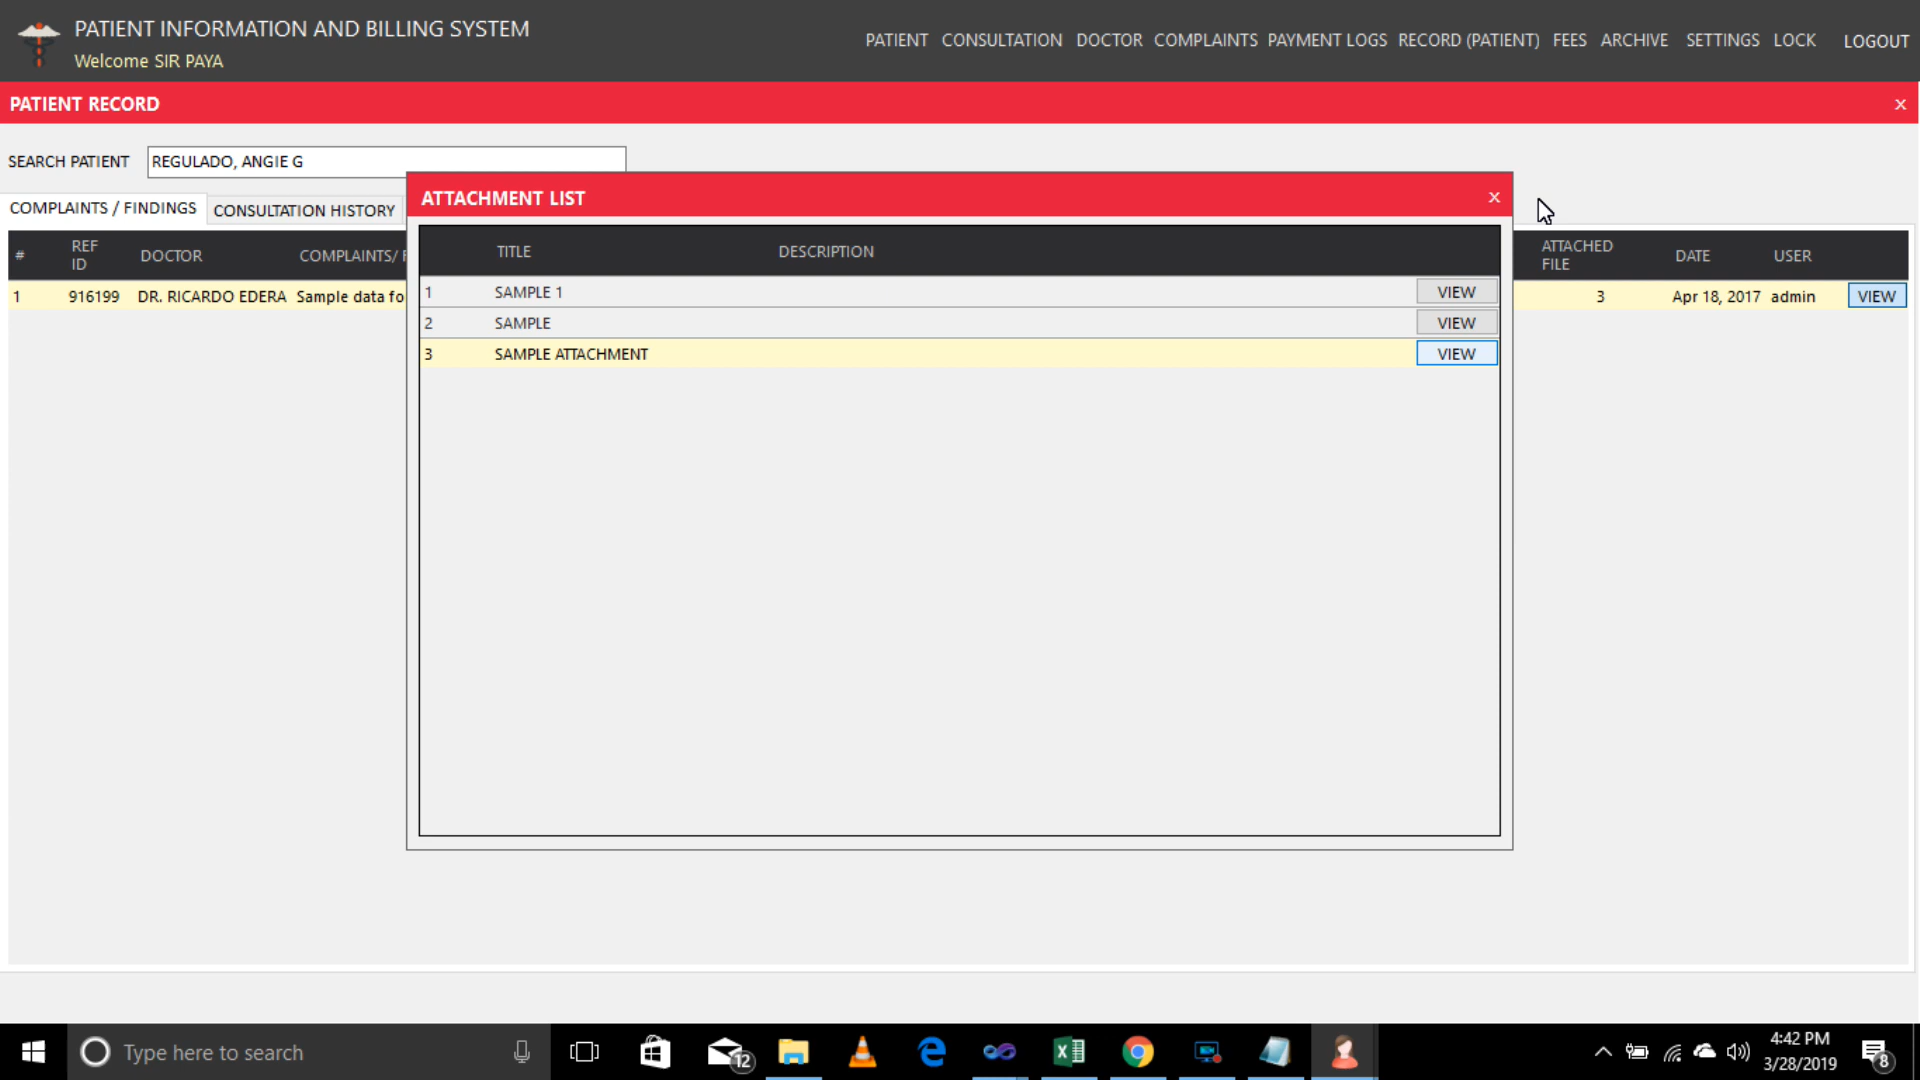 PATIENT INFORMATION AND BILLING SYSTEM
Welcome SIR PAYA
PATIENT CONSULTATION DOCTOR COMPLAINTS PAYMENT LOGS RECORD (PATIENT) FEES ARCHIVE SETTINGS LOCK LOGOUT
PATIENT RECORD x
SEARCH PATIENT REGULADO, ANGIE G
COMPLAINTS / FINDINGS CONSULTATION HISTORY
# REF ID DOCTOR COMPLAINTS/ ATTACHED FILE DATE USER
1 916199 DR. RICARDO EDERA Sample data fo 3 Apr 18, 2017 admin VIEW
ATTACHMENT LIST x
TITLE DESCRIPTION
1 SAMPLE 1 VIEW
2 SAMPLE VIEW
3 SAMPLE ATTACHMENT VIEW
Type here to search
12
4:42 PM
3/28/2019
8